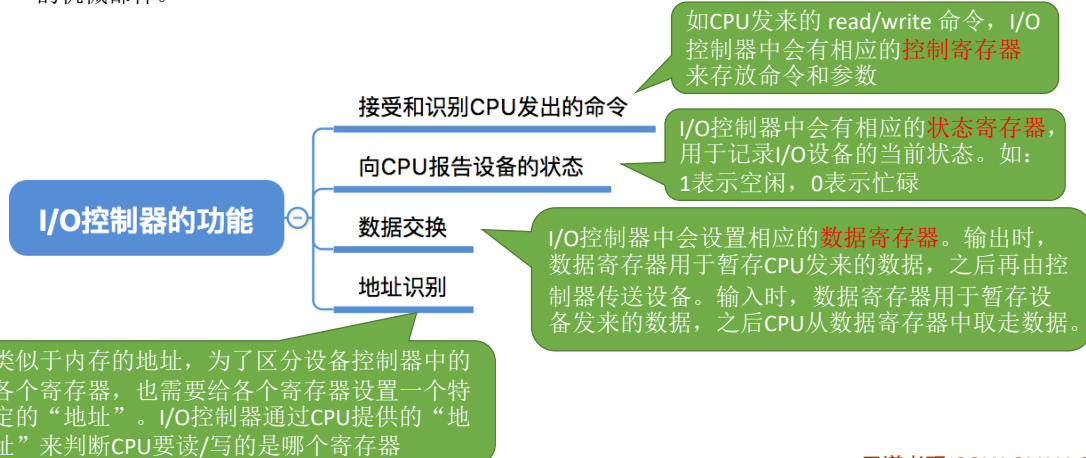 的机械部件。
如CPU发来的 read/write 命令，I/O
控制器中会有相应的控制寄存器
来存放命令和参数
接受和识别CPU发出的命令
I/O控制器中会有相应的状态寄存器，
用于记录I/O设备的当前状态。如：
1表示空闲，0表示忙碌
向CPU报告设备的状态
I/O控制器的功能
数据交换
I/O控制器中会设置相应的数据寄存器。输出时，
数据寄存器用于暂存CPU发来的数据，之后再由控
制器传送设备。输入时，数据寄存器用于暂存设
备发来的数据，之后CPU从数据寄存器中取走数据。
地址识别
类似于内存的地址，为了区分设备控制器中的
各个寄存器，也需要给各个寄存器设置一个特
定的“地址”。I/O控制器通过CPU提供的“地
址”来判断CPU要读/写的是哪个寄存器